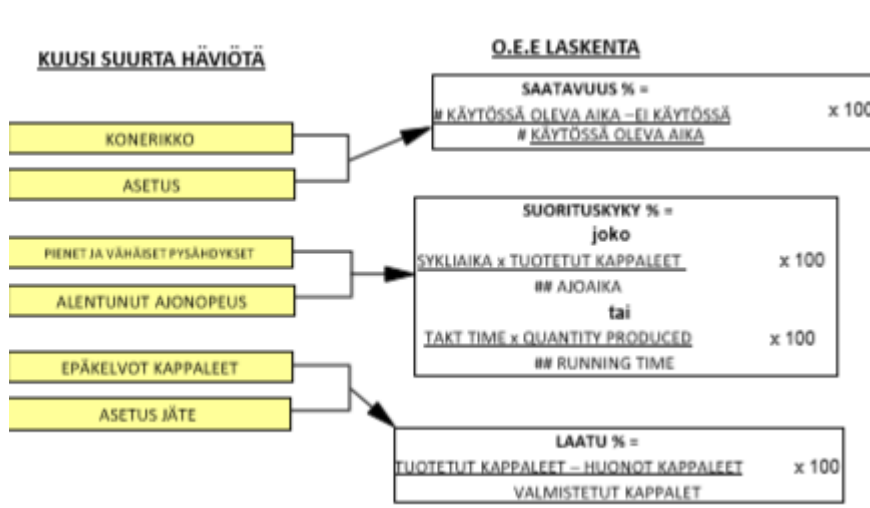 KUUSI SUURTA HÄVIÖTÄ
KONERIKKO
ASETUS
PIENET JA VÄHÄISET PYSÄHDYKSET
ALENTUNUT AJONOPEUS
EPÄKELVOT KAPPALEET
ASETUS JÄTE
O.E.E LASKENTA
SAATAVUUS % =
# KÄYTÖSSÄ OLEVA AIKA –EI KÄYTÖSSÄ x 100
# KÄYTÖSSÄ OLEVA AIKA
SUORITUSKYKY % =
joko
SYKLIAIKA x TUOTETUT KAPPALEET x 100
## AJOAIKA
tai
TAKT TIME x QUANTITY PRODUCED x 100
## RUNNING TIME
LAATU % =
TUOTETUT KAPPALEET – HUONOT KAPPALEET x 100
VALMISTETUT KAPPALET